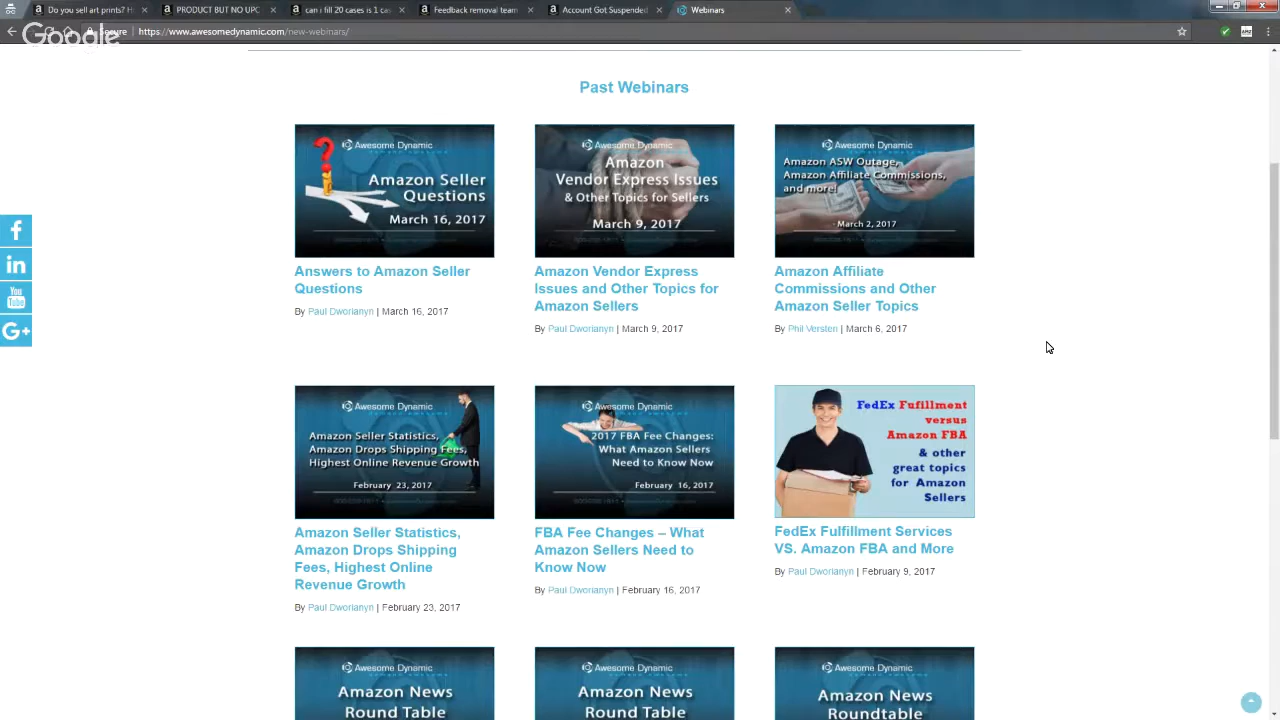 Do you sell art prints? H
PRODUCT BUT NO UPC
can i fill 20 cases is 1 cas
Feedback removal team
Account Got Suspended
Webinars
Google
Secure
https://www.awesomedynamic.com/new-webinars/
Past Webinars
Awesome Dynamic
Amazon Seller
Questions
March 16, 2017
Awesome Dynamic
Amazon
Vendor Express Issues
& Other Topics for Sellers
March 9, 2017
Awesome Dynamic
Amazon ASW Outage,
Amazon Affiliate Commissions,
and more!
March 2, 2017
Answers to Amazon Seller
Questions
By Paul Dworianyn | March 16, 2017
Amazon Vendor Express
Issues and Other Topics for
Amazon Sellers
By Paul Dworianyn | March 9, 2017
Amazon Affiliate
Commissions and Other
Amazon Seller Topics
By Phil Versten | March 6, 2017
Awesome Dynamic
Amazon Seller Statistics,
Amazon Drops Shipping Fees,
Highest Online Revenue Growth
February 23, 2017
Awesome Dynamic
2017 FBA Fee Changes:
What Amazon Sellers
Need to Know Now
February 16, 2017
FedEx Fufillment
versus
Amazon FBA
& other
great topics
for Amazon
Sellers
Amazon Seller Statistics,
Amazon Drops Shipping
Fees, Highest Online
Revenue Growth
By Paul Dworianyn | February 23, 2017
FBA Fee Changes – What
Amazon Sellers Need to
Know Now
By Paul Dworianyn | February 16, 2017
FedEx Fulfillment Services
VS. Amazon FBA and More
By Paul Dworianyn | February 9, 2017
Awesome Dynamic
Amazon News
Round Table
Awesome Dynamic
Amazon News
Round Table
Awesome Dynamic
Amazon News
Roundtable
f
in
You
Tube
G+